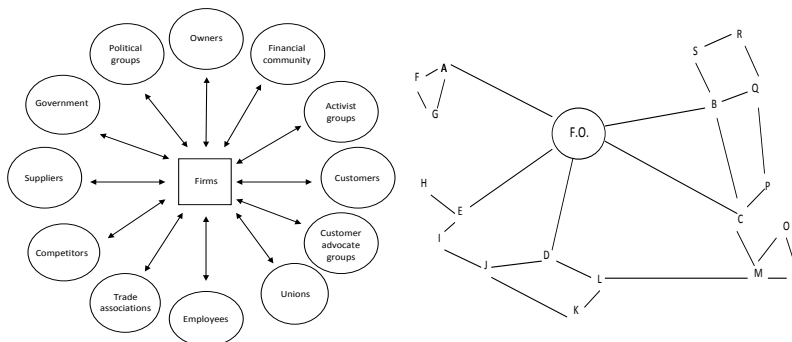 Owners
Political
groups
Financial
community
Government
Activist
groups
Suppliers
Firms
Customers
Competitors
Customer
advocate
groups
Trade
associations
Employees
Unions
A
F
G
F.O.
S
R
B
Q
H
E
I
P
C
O
D
J
L
M
K